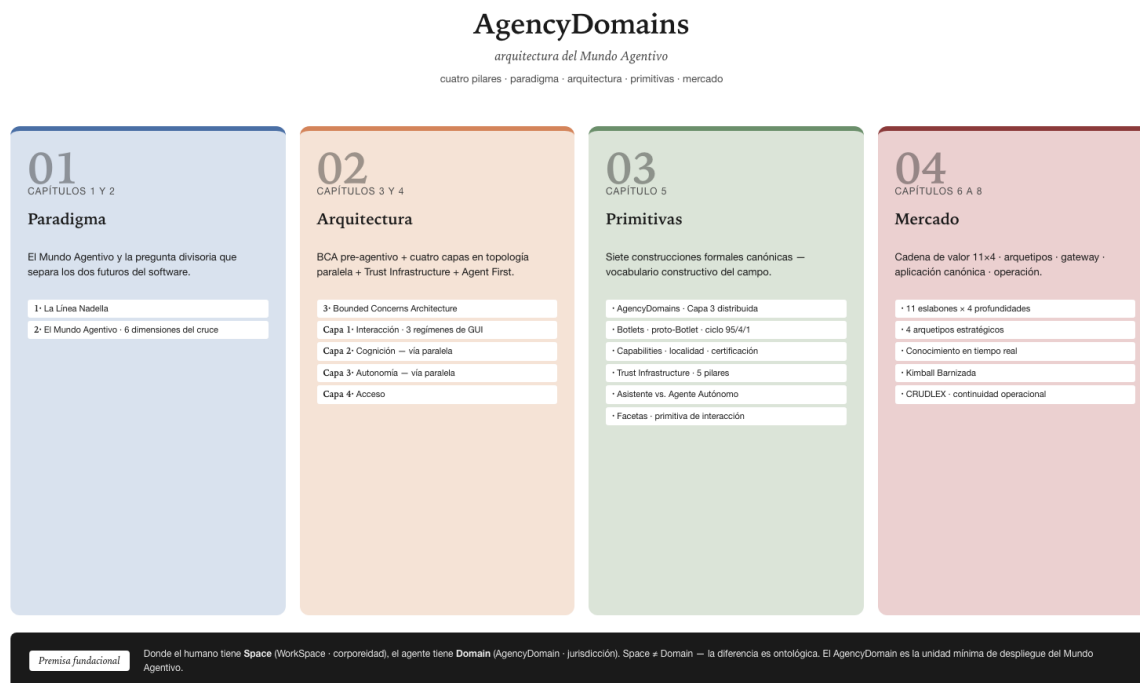 AgencyDomains
arquitectura del Mundo Agentivo
cuatro pilares · paradigma · arquitectura · primitivas · mercado
01
CAPÍTULOS 1 Y 2
Paradigma
El Mundo Agentivo y la pregunta divisoria que
separa los dos futuros del software.
1· La Línea Nadella
2· El Mundo Agentivo · 6 dimensiones del cruce
02
CAPÍTULOS 3 Y 4
Arquitectura
BCA pre-agentivo + cuatro capas en topología
paralela + Trust Infrastructure + Agent First.
3· Bounded Concerns Architecture
Capa 1· Interacción · 3 regímenes de GUI
Capa 2· Cognición — vía paralela
Capa 3· Autonomía — vía paralela
Capa 4· Acceso
03
CAPÍTULO 5
Primitivas
Siete construcciones formales canónicas —
vocabulario constructivo del campo.
· AgencyDomains · Capa 3 distribuida
· Botlets · proto-Botlet · ciclo 95/4/1
· Capabilities · localidad · certificación
· Trust Infrastructure · 5 pilares
· Asistente vs. Agente Autónomo
· Facetas · primitiva de interacción
04
CAPÍTULOS 6 A 8
Mercado
Cadena de valor 11×4 · arquetipos · gateway ·
aplicación canónica · operación.
· 11 eslabones × 4 profundidades
· 4 arquetipos estratégicos
· Conocimiento en tiempo real
· Kimball Barnizada
· CRUDLEX · continuidad operacional
Premisa fundacional
Donde el humano tiene Space (WorkSpace · corporeidad), el agente tiene Domain (AgencyDomain · jurisdicción). Space ≠ Domain — la diferencia es ontológica. El AgencyDomain es la unidad mínima de despliegue del Mundo
Agentivo.